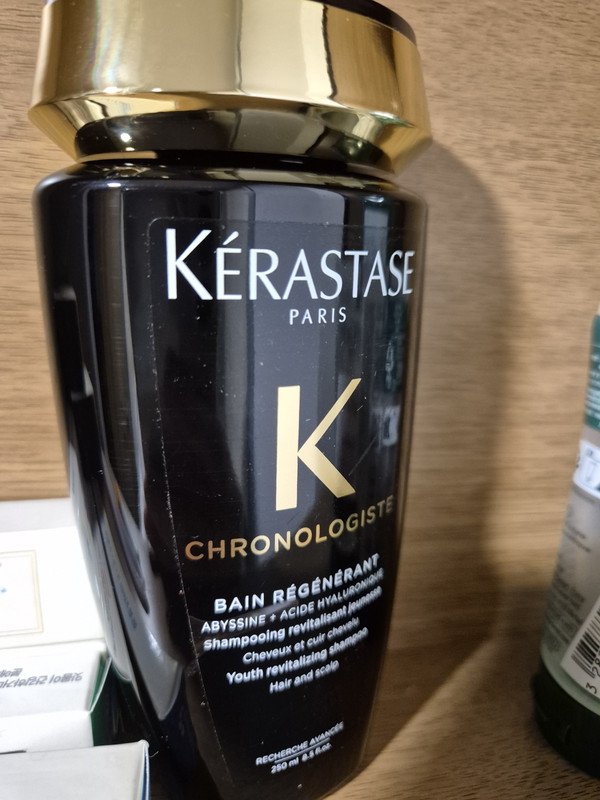 KÉRASTASE
PARIS
K
CHRONOLOGISTE
BAIN RÉGÉNÉRANT
ABYSSINE + ACIDE HYALURONIQUE
Shampooing revitalisant jeunesse
Cheveux et cuir chevelu
Youth revitalizing shampoo
Hair and scalp
RECHERCHE AVANCÉE
250 ml 8.5 fl.oz.